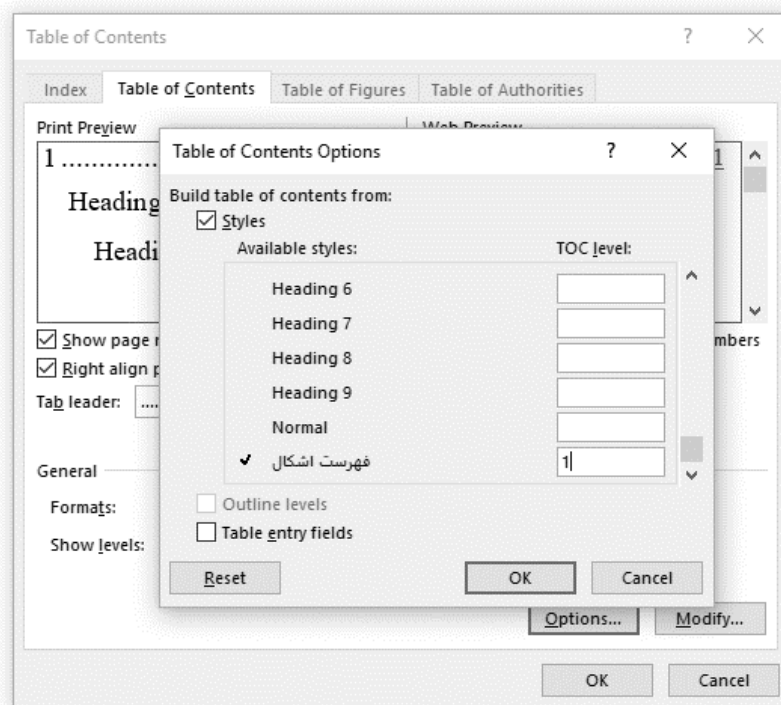 Table of Contents ?
Index Table of Contents Table of Figures Table of Authorities
Print Preview Web Preview
Table of Contents Options ?
1 .............. 1
Build table of contents from:
Heading
Styles
Available styles: TOC level:
Headi
Heading 6
Heading 7
Show page mbers
Heading 8
Right align
Heading 9
Tab leader: ....
Normal
فهرست اشکال 1
General
Outline levels
Formats:
Table entry fields
Show levels:
Reset OK Cancel
Options... Modify...
OK Cancel